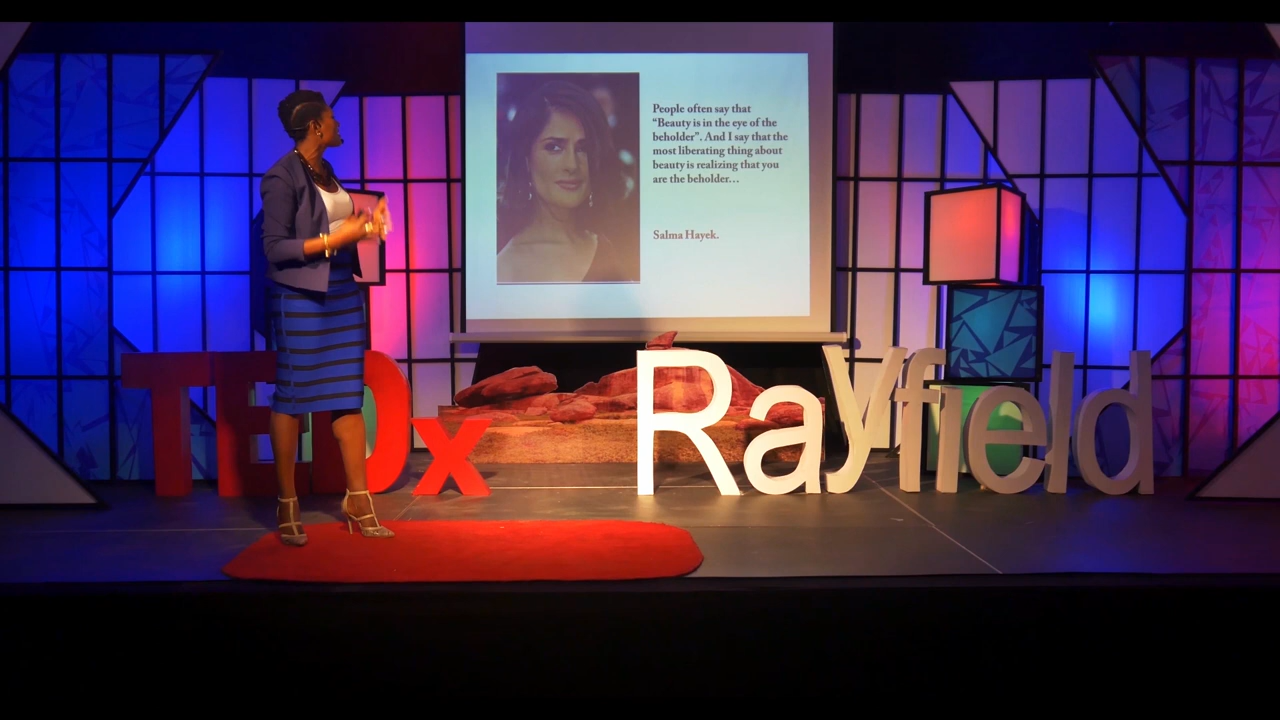 People often say that
“Beauty is in the eye of the
beholder”. And I say that the
most liberating thing about
beauty is realizing that you
are the beholder...
Salma Hayek.
TEDx
Rayfield